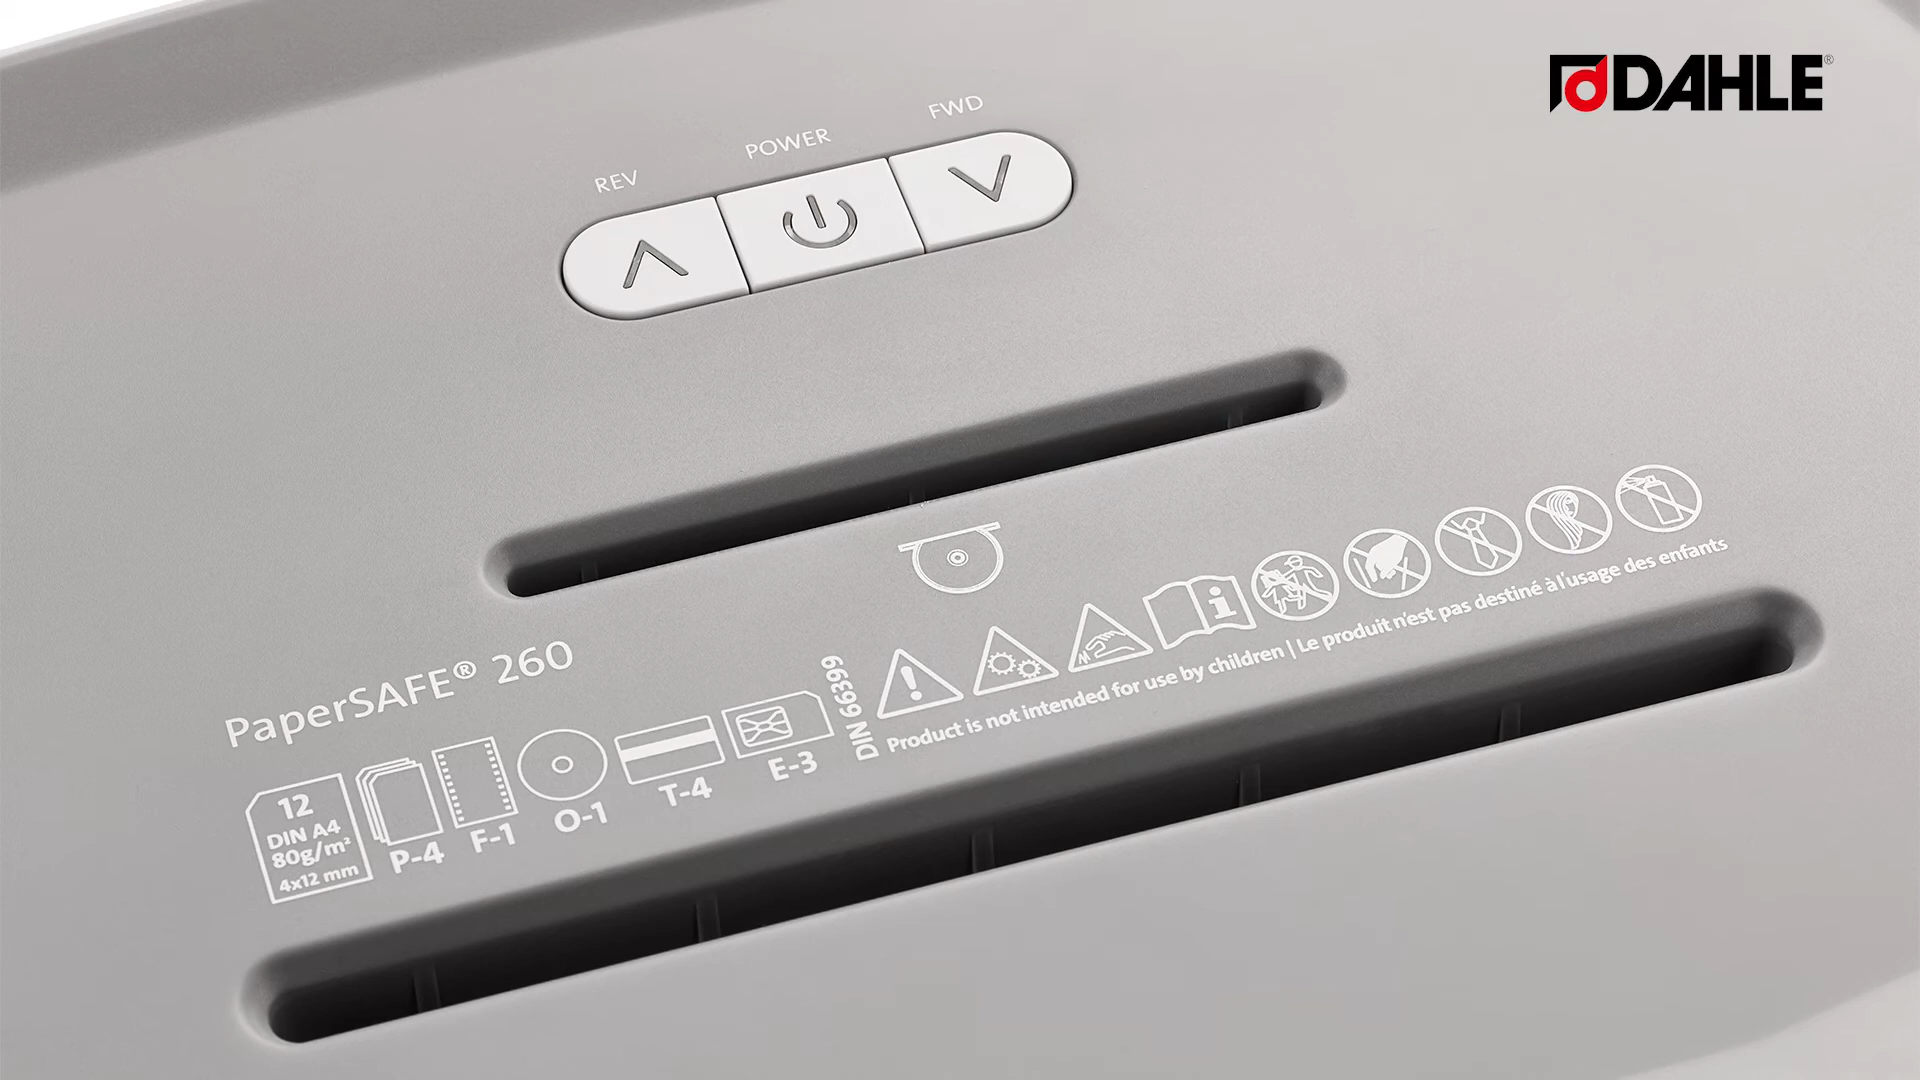 DAHLE®
REV
POWER
FWD
PaperSAFE® 260
12
DIN A4
80g/m²
4x12 mm
P-4
F-1
O-1
T-4
E-3
DIN 66399
Product is not intended for use by children | Le produit n'est pas destiné à l'usage des enfants